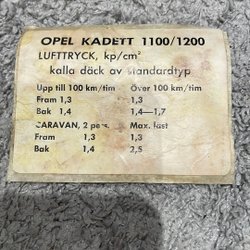 OPEL KADETT 1100/1200
LUFTTRYCK, kp/cm²
kalla däck av standardtyp
Upp till 100 km/tim Över 100 km/tim
Fram 1,3 1,3
Bak 1,4 1,4—1,7
CARAVAN, 2 pers. Max. last
Fram 1,3 1,3
Bak 1,4 2,5